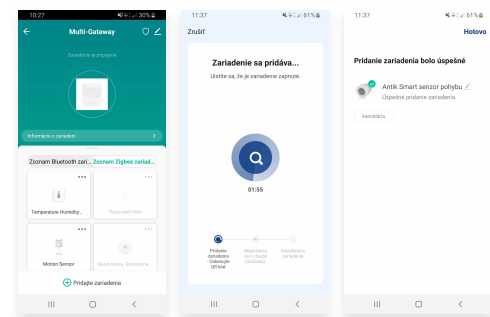 10:27
30%
Multi-Gateway
Zariadenie je pripojené
Informácie o zariadení
Zoznam Bluetooth zari...
Zoznam Zigbee zariad...
Temperature Humidity...
Temp and Hum
Motion Sensor
Pridajte zariadenia
11:37
61%
Zrušiť
Zariadenie sa pridáva...
Uistite sa, že je zariadenie zapnuté.
01:55
Pridanie
zariadenia
- Oskenujte
QR kód
Registrácia
sa v cloude
(úložisku)
Inicializácia
zariadenia
11:37
61%
Hotovo
Pridanie zariadenia bolo úspešné
Antik Smart senzor pohybu
Úspešné pridanie zariadenia.
kancelária